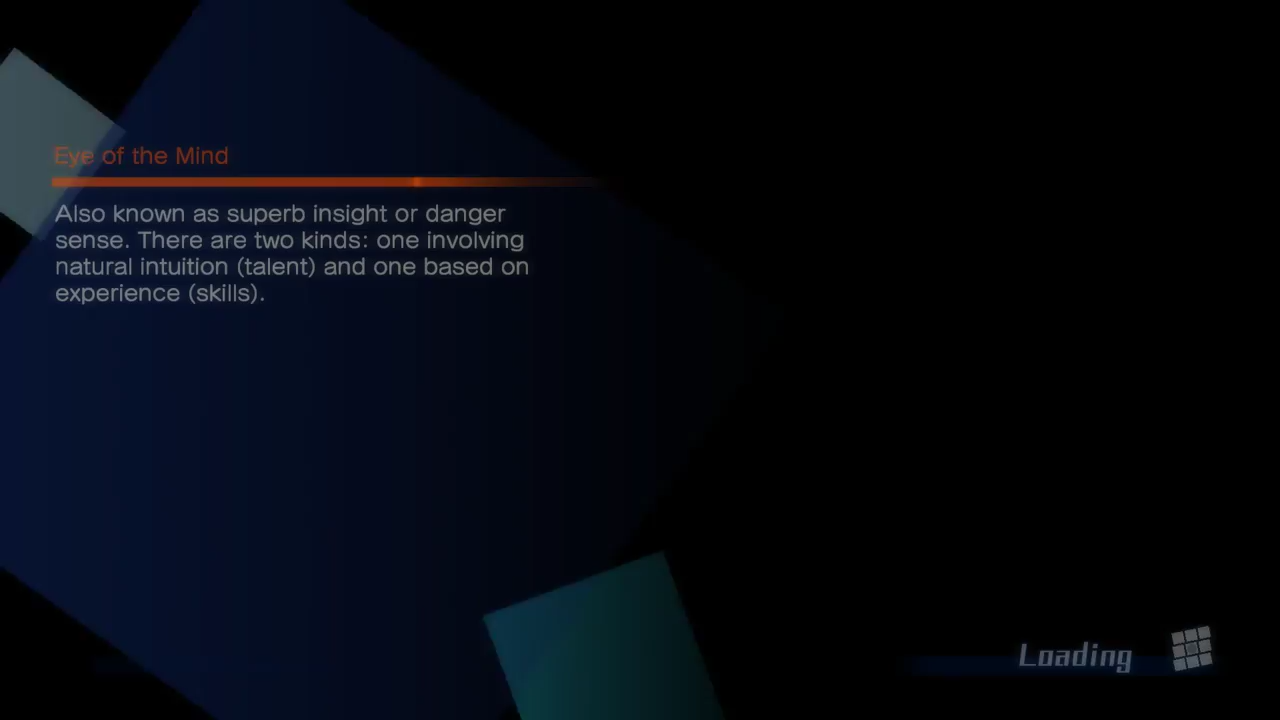 Eye of the Mind
Also known as superb insight or danger
sense. There are two kinds: one involving
natural intuition (talent) and one based on
experience (skills).
Loading